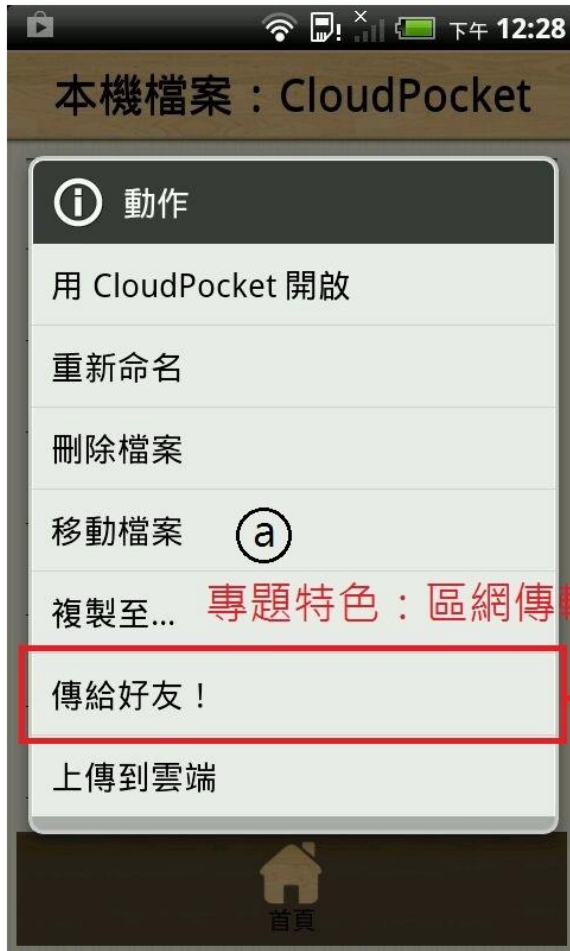 下午 12:28
本機檔案：CloudPocket
動作
用 CloudPocket 開啟
重新命名
刪除檔案
移動檔案
ⓐ
複製至...
專題特色：區網傳
傳給好友！
上傳到雲端
首頁